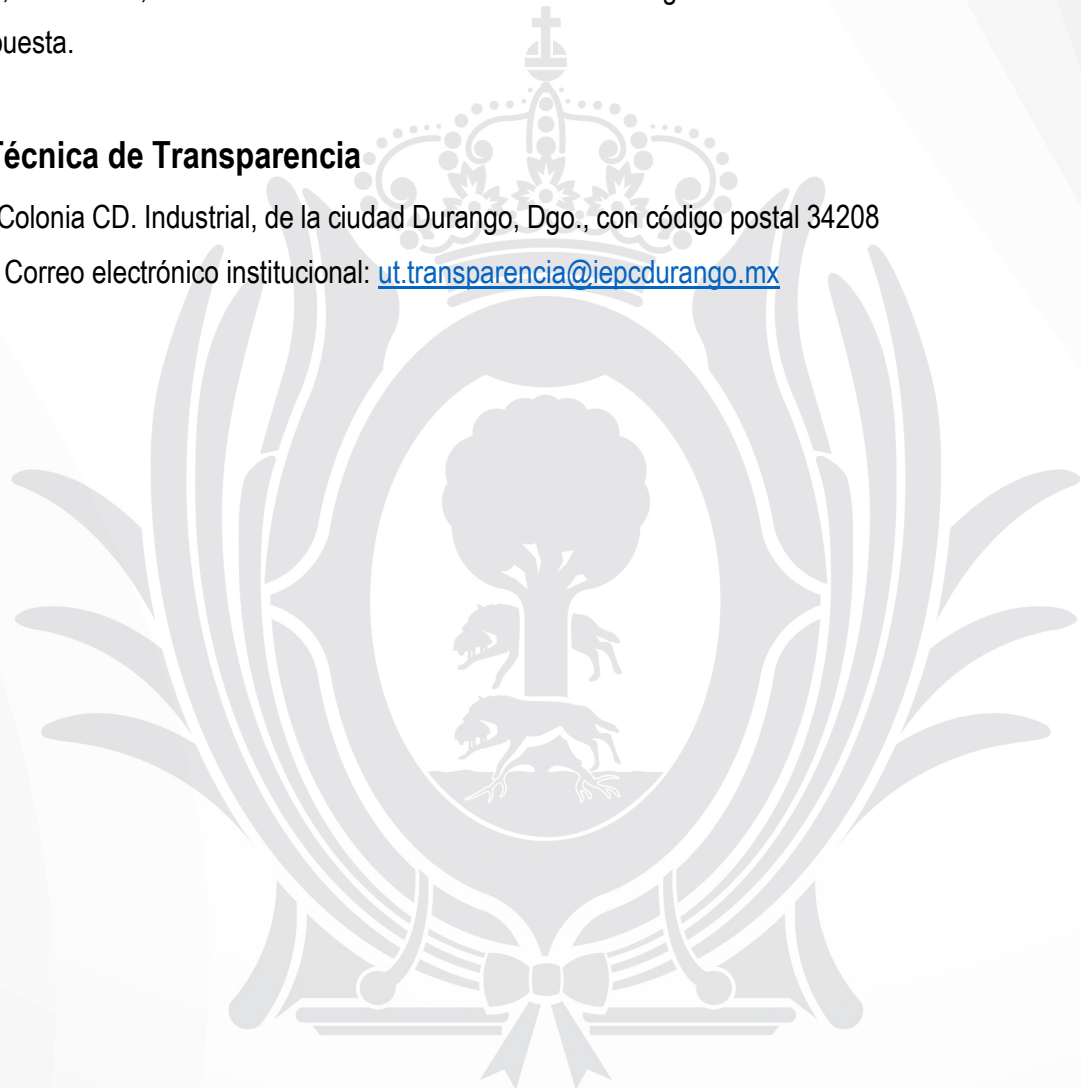 puesta.
Técnica de Transparencia
Colonia CD. Industrial, de la ciudad Durango, Dgo., con código postal 34208
Correo electrónico institucional: ut.transparencia@iepcdurango.mx